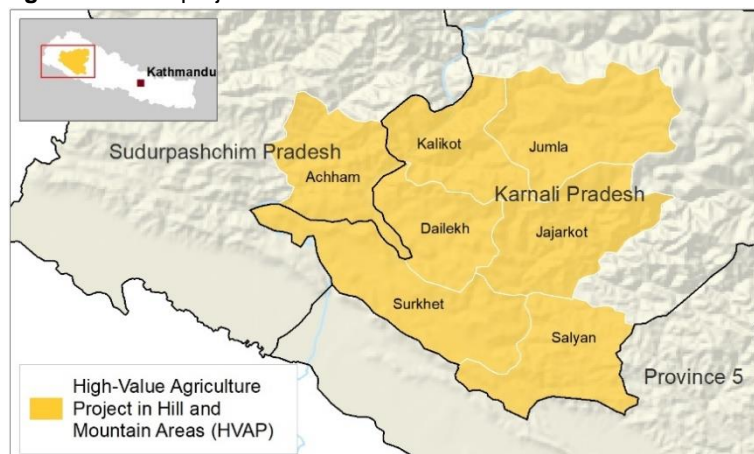 Kathmandu
Sudurpashchim Pradesh
Kalikot
Jumla
Achham
Karnali Pradesh
Dailekh
Jajarkot
Surkhet
Salyan
Province 5
High-Value Agriculture
Project in Hill and
Mountain Areas (HVAP)